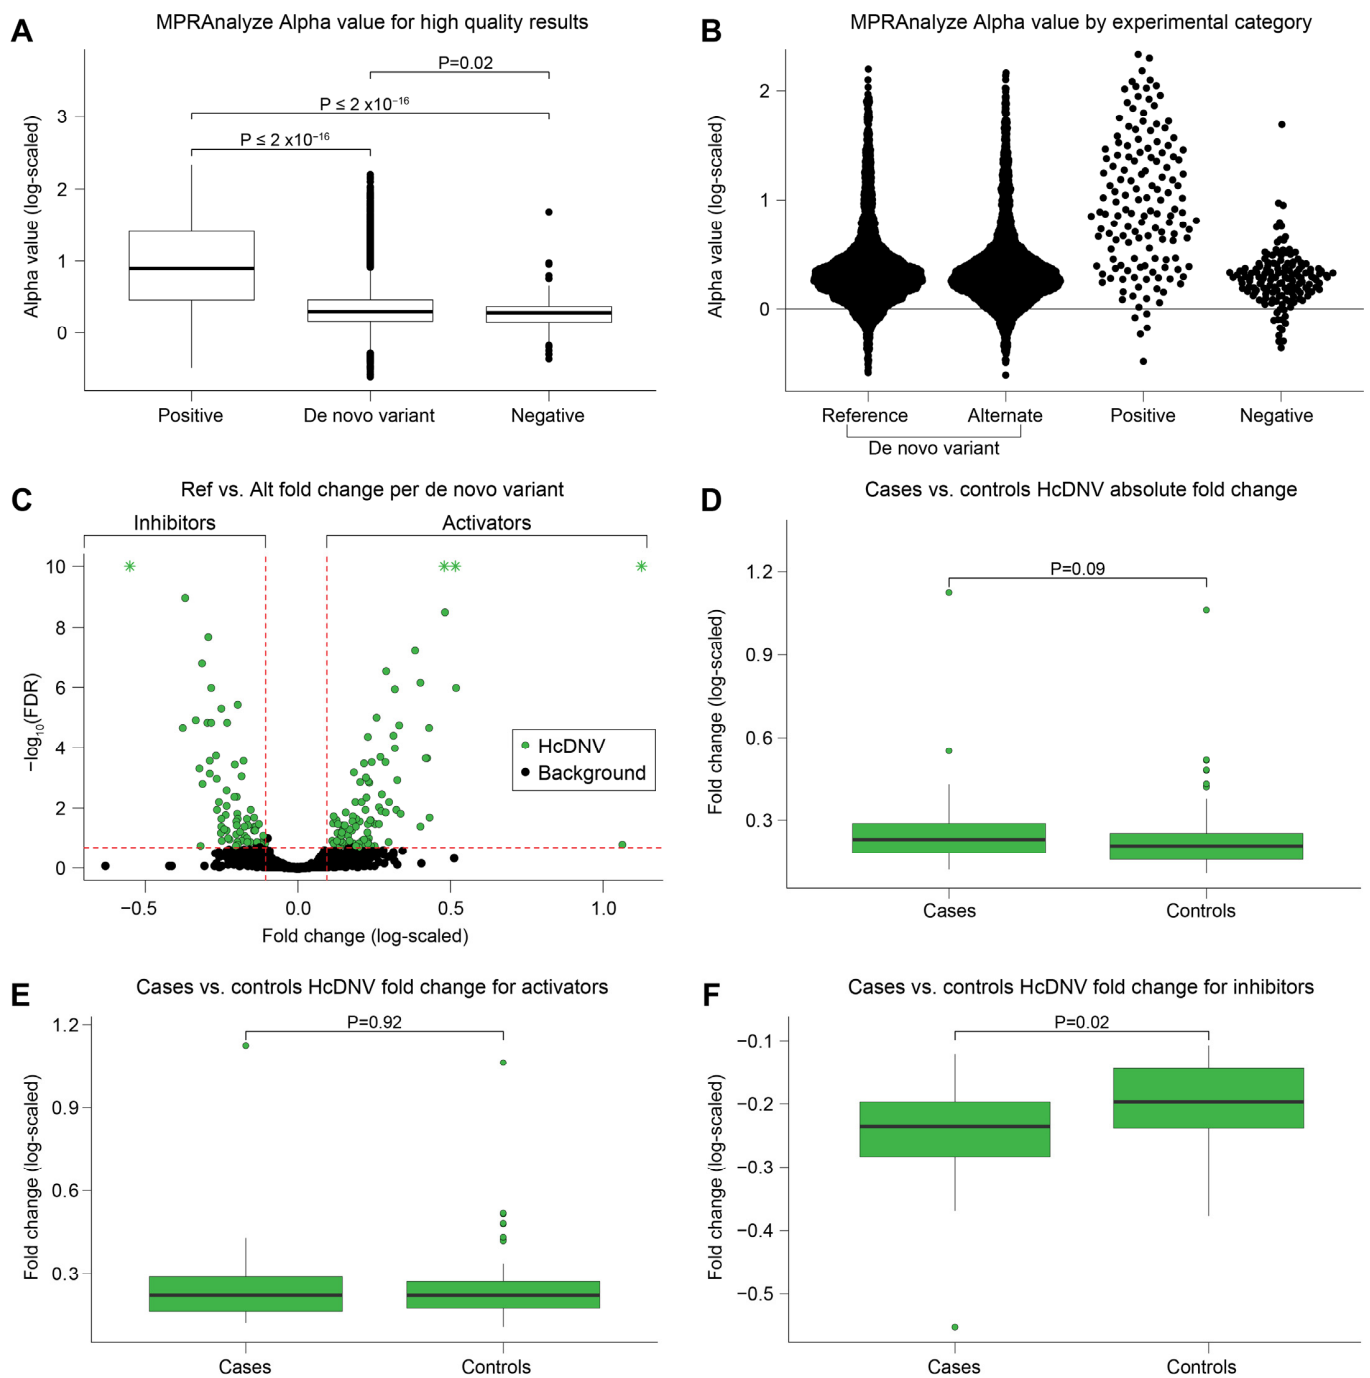 A
MPRAnalyze Alpha value for high quality results
P=0.02
P ≤ 2 x10⁻¹⁶
P ≤ 2 x10⁻¹⁶
Alpha value (log-scaled)
3
2
1
0
Positive
De novo variant
Negative
B
MPRAnalyze Alpha value by experimental category
Alpha value (log-scaled)
2
1
0
Reference
Alternate
Positive
Negative
De novo variant
C
Ref vs. Alt fold change per de novo variant
Inhibitors
Activators
−log₁₀(FDR)
10
8
6
4
2
0
HcDNV
Background
−0.5
0.0
0.5
1.0
Fold change (log-scaled)
D
Cases vs. controls HcDNV absolute fold change
P=0.09
Fold change (log-scaled)
1.2
0.9
0.6
0.3
Cases
Controls
E
Cases vs. controls HcDNV fold change for activators
P=0.92
Fold change (log-scaled)
1.2
0.9
0.6
0.3
Cases
Controls
F
Cases vs. controls HcDNV fold change for inhibitors
P=0.02
Fold change (log-scaled)
−0.1
−0.2
−0.3
−0.4
−0.5
Cases
Controls